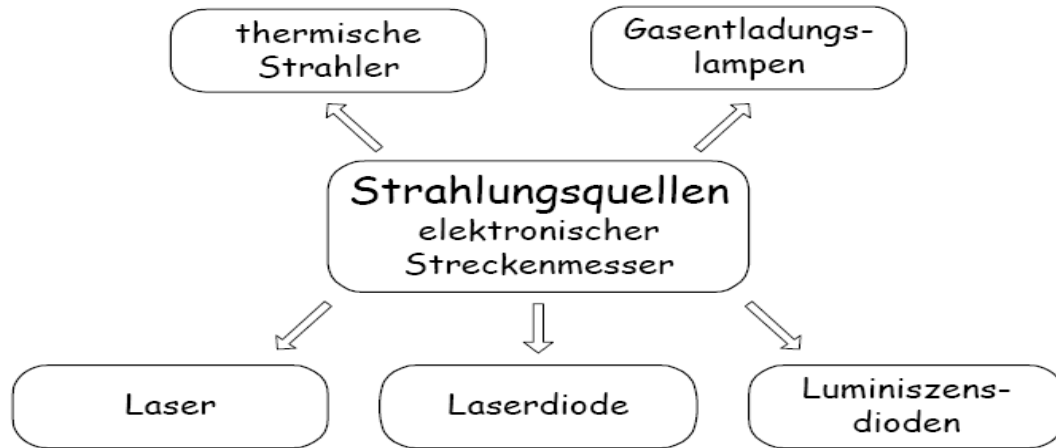 thermische
Strahler
Gasentladungs-
lampen
Strahlungsquellen
elektronischer
Streckenmesser
Laser
Laserdiode
Luminiszens-
dioden